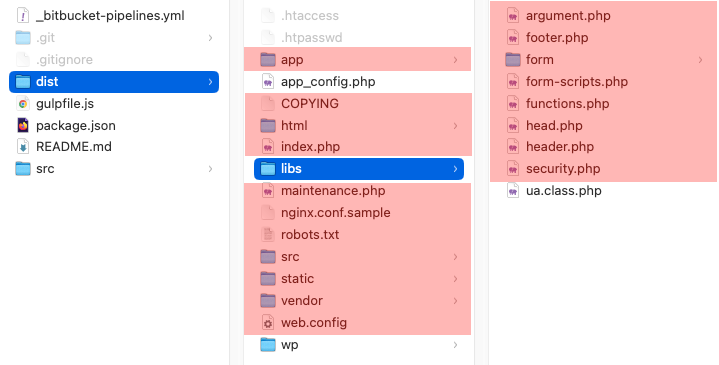 _bitbucket-pipelines.yml
.git
.gitignore
dist
gulpfile.js
package.json
README.md
src
.htaccess
.htpasswd
app
app_config.php
COPYING
html
index.php
libs
maintenance.php
nginx.conf.sample
robots.txt
src
static
vendor
web.config
wp
argument.php
footer.php
form
form-scripts.php
functions.php
head.php
header.php
security.php
ua.class.php